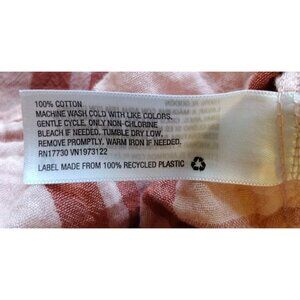 100% COTTON
MACHINE WASH COLD WITH LIKE COLORS.
GENTLE CYCLE. ONLY NON-CHLORINE
BLEACH IF NEEDED. TUMBLE DRY LOW.
REMOVE PROMPTLY. WARM IRON IF NEEDED.
RN17730 VN1973122
LABEL MADE FROM 100% RECYCLED PLASTIC